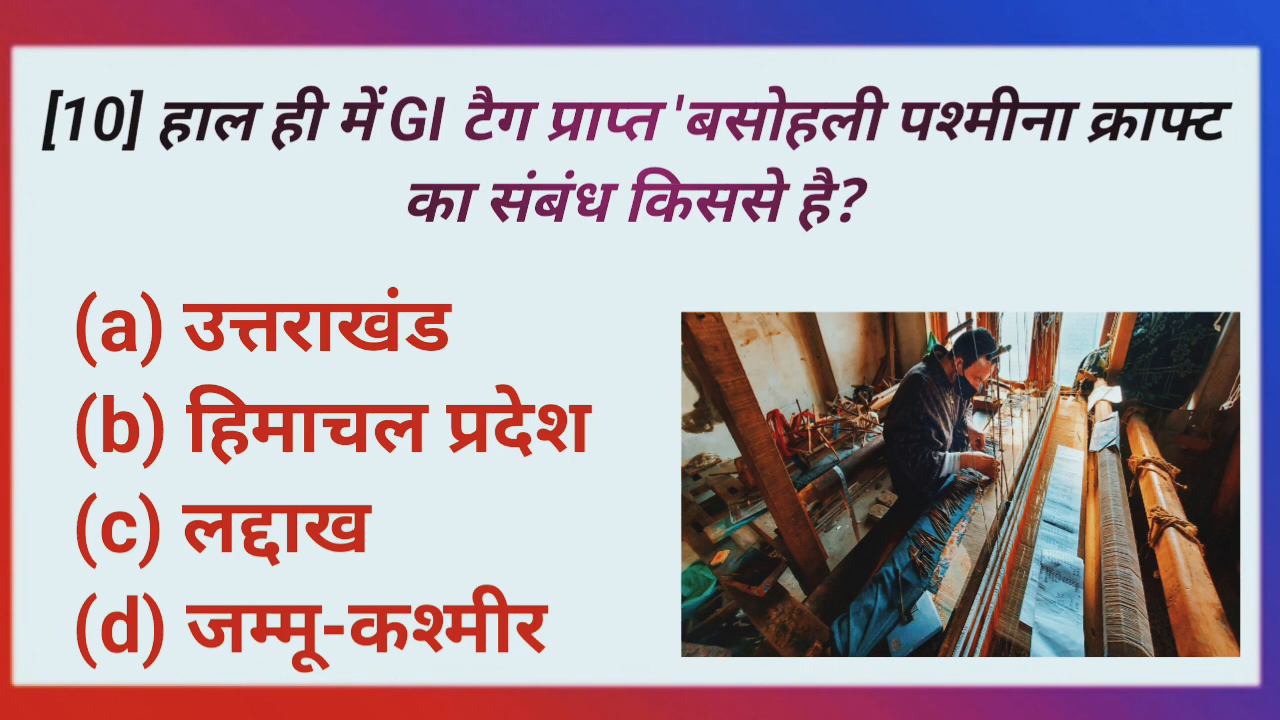 [10] हाल ही में GI टैग प्राप्त 'बसोहली पश्मीना क्राफ्ट
का संबंध किससे है?
(a) उत्तराखंड
(b) हिमाचल प्रदेश
(c) लद्दाख
(d) जम्मू-कश्मीर